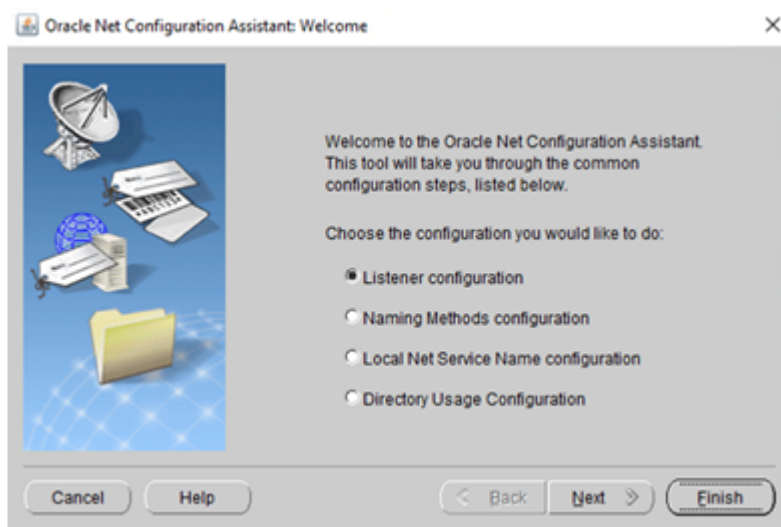 Oracle Net Configuration Assistant: Welcome
Welcome to the Oracle Net Configuration Assistant.
This tool will take you through the common
configuration steps, listed below.
Choose the configuration you would like to do:
Listener configuration
Naming Methods configuration
Local Net Service Name configuration
Directory Usage Configuration
Cancel Help Back Next Finish